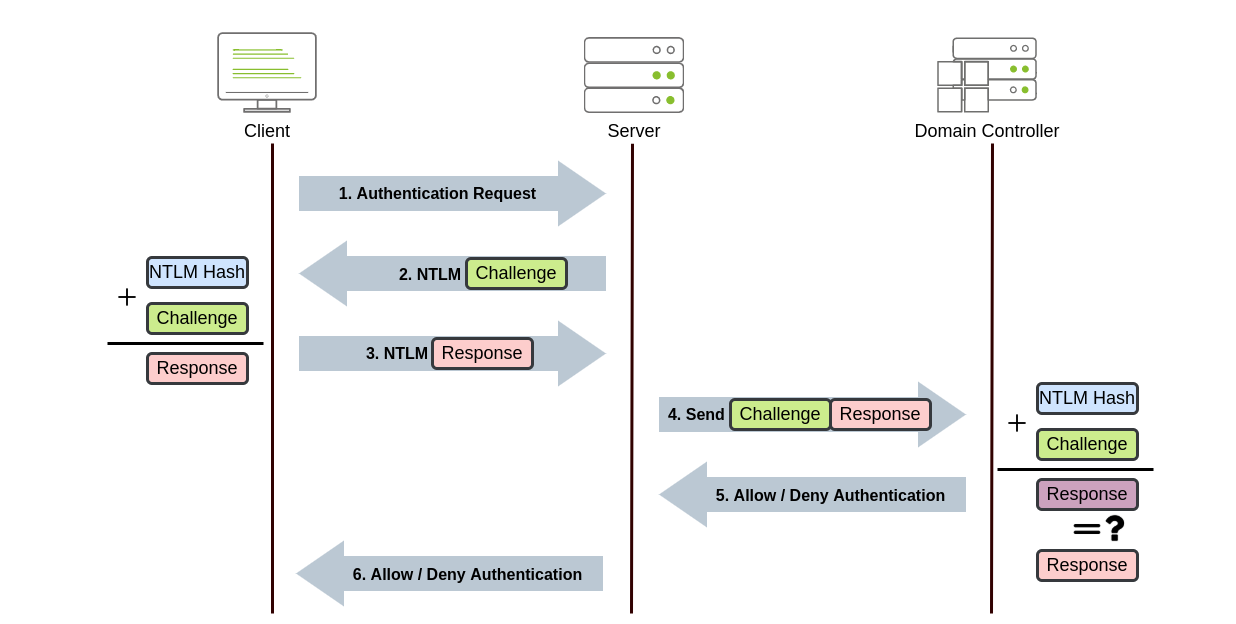 Client
Server
Domain Controller
1. Authentication Request
2. NTLM Challenge
NTLM Hash
+
Challenge
Response
3. NTLM Response
4. Send Challenge Response
NTLM Hash
+
Challenge
Response
=?
Response
5. Allow / Deny Authentication
6. Allow / Deny Authentication